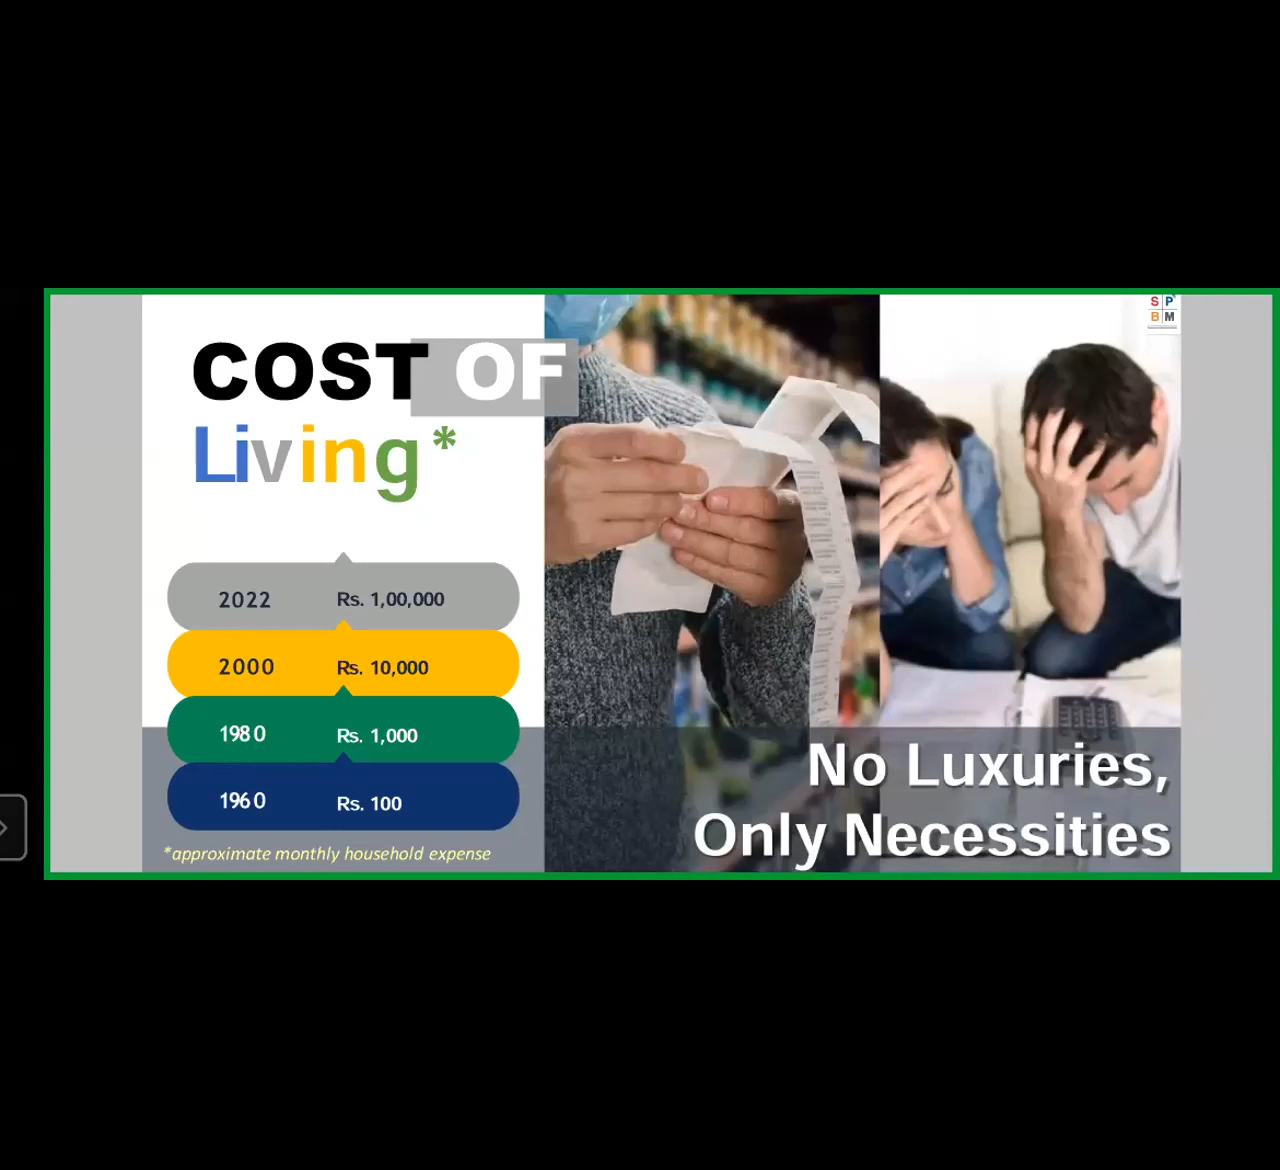 COST OF
Living*
2022 Rs. 1,00,000
2000 Rs. 10,000
1980 Rs. 1,000
1960 Rs. 100
*approximate monthly household expense
S P
B M
No Luxuries,
Only Necessities